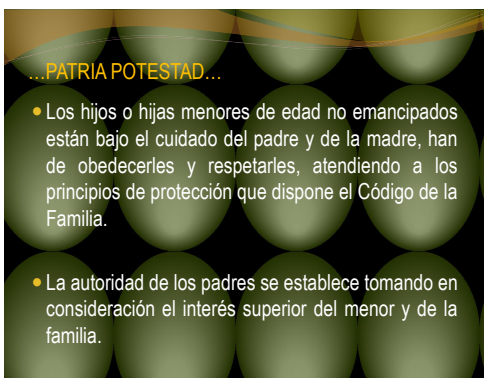 …PATRIA POTESTAD…
• Los hijos o hijas menores de edad no emancipados
están bajo el cuidado del padre y de la madre, han
de obedecerles y respetarles, atendiendo a los
principios de protección que dispone el Código de la
Familia.
• La autoridad de los padres se establece tomando en
consideración el interés superior del menor y de la
familia.